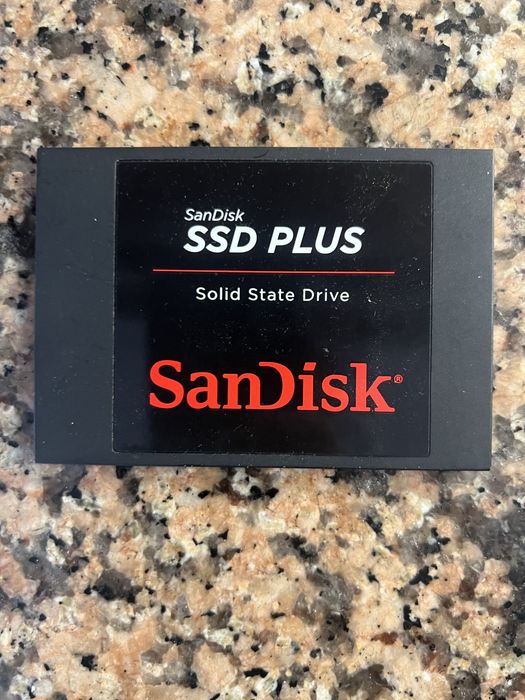 SanDisk
SSD PLUS
Solid State Drive
SanDisk®